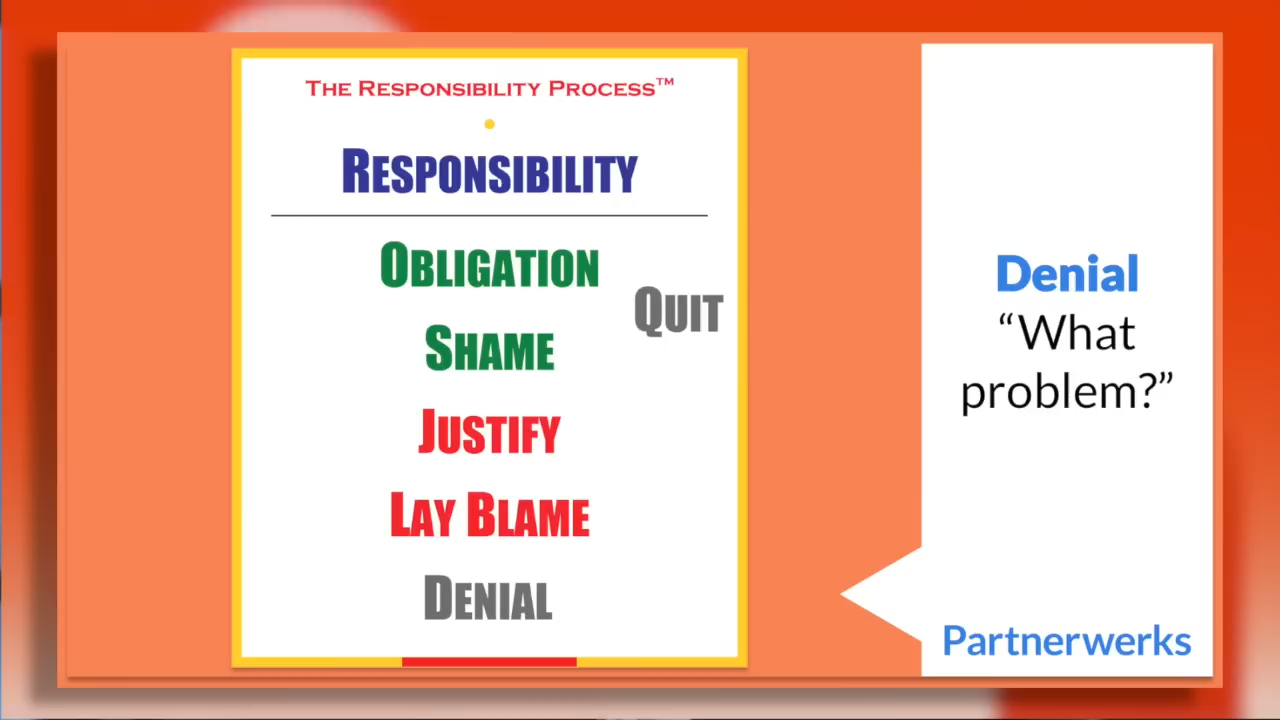 THE RESPONSIBILITY PROCESS™
RESPONSIBILITY
OBLIGATION
QUIT
SHAME
JUSTIFY
LAY BLAME
DENIAL
Denial
“What
problem?”
Partnerwerks